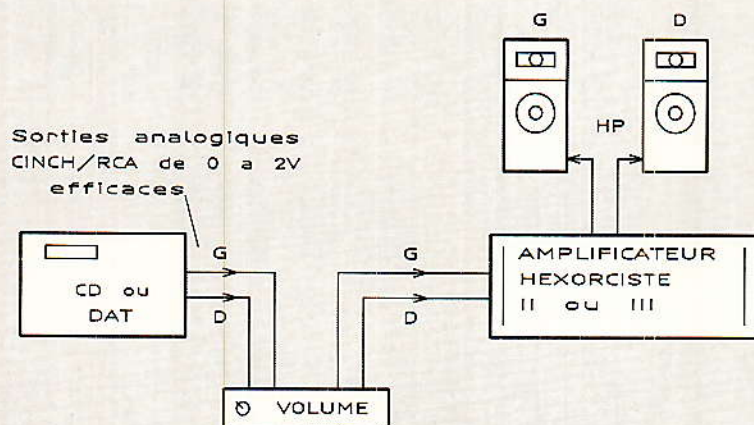 G D
HP
Sorties analogiques
CINCH/RCA de 0 a 2V
efficaces
G
D
CD ou
DAT
G
D
AMPLIFICATEUR
HEXORCISTE
II ou III
VOLUME